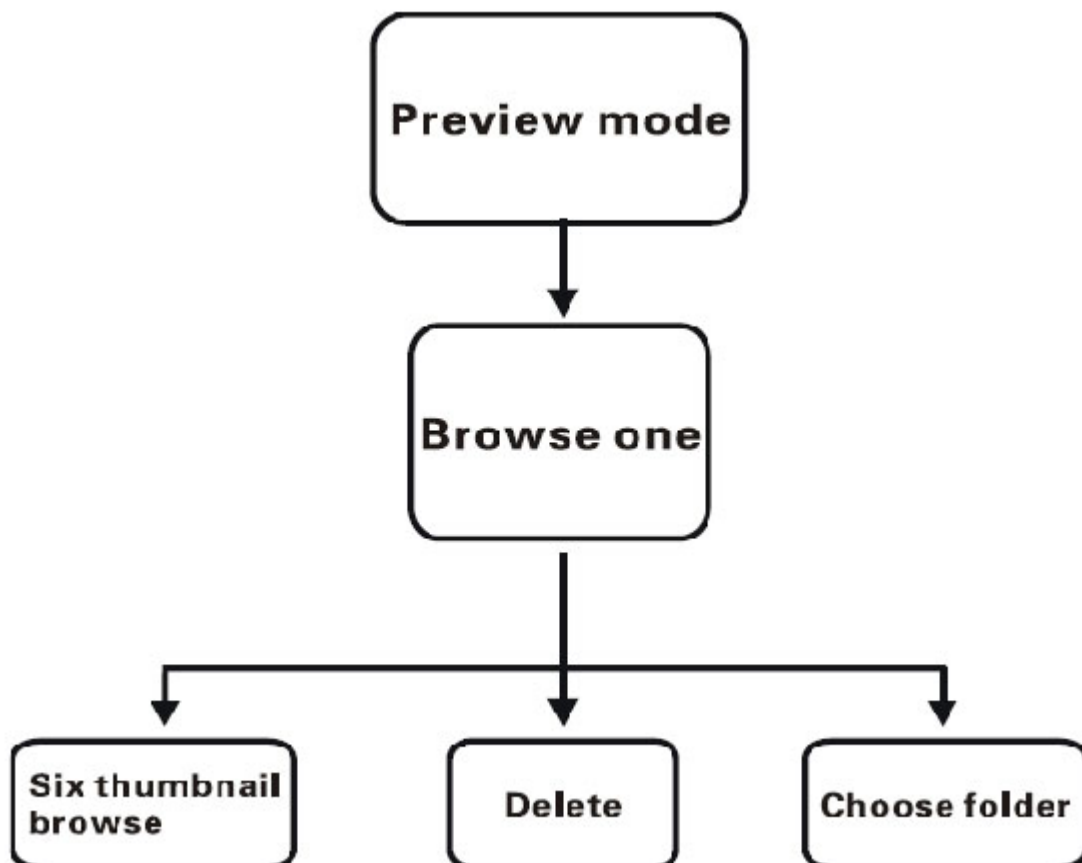 Preview mode
Browse one
Six thumbnail
browse
Delete
Choose folder